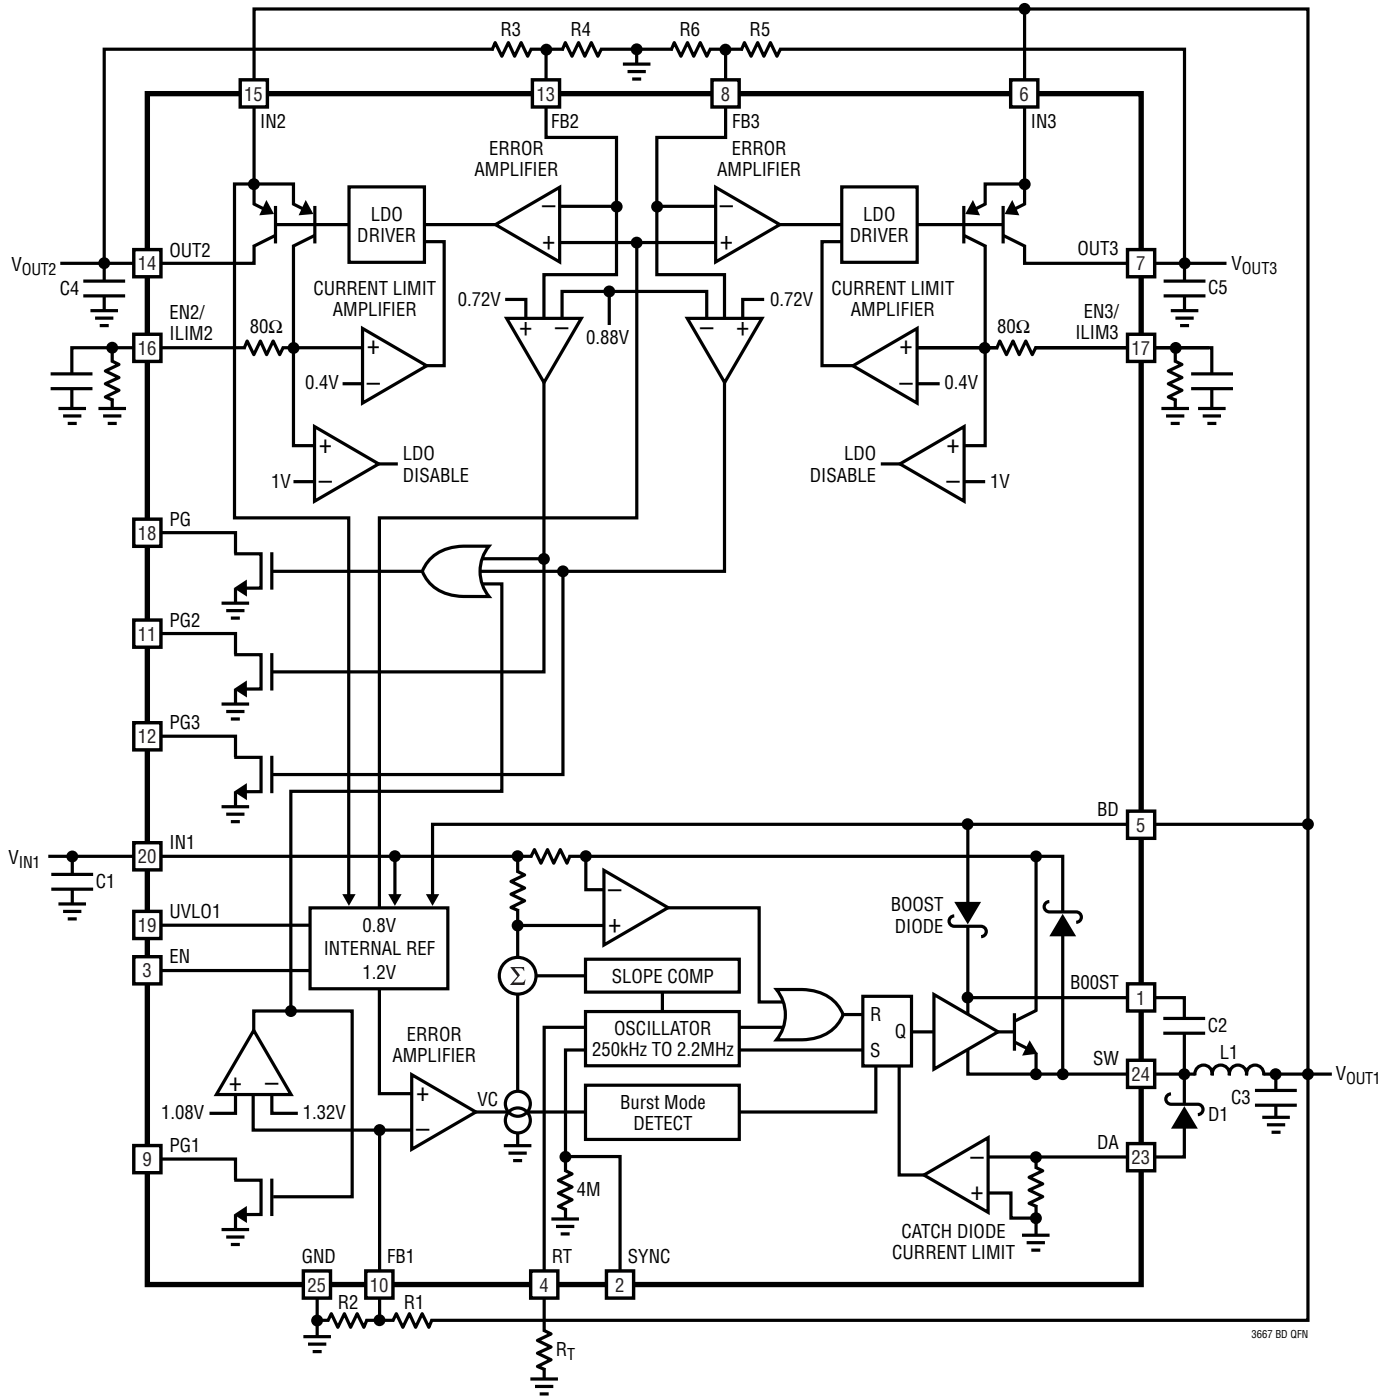 R3
R4
R6
R5
15
13
8
6
IN2
FB2
FB3
IN3
ERROR
AMPLIFIER
ERROR
AMPLIFIER
LDO
DRIVER
−
+
−
+
LDO
DRIVER
VOUT2
14
OUT2
OUT3
7
VOUT3
C4
C5
EN2/
ILIM2
16
80Ω
CURRENT LIMIT
AMPLIFIER
+
−
0.4V
0.72V
+
−
0.88V
−
+
0.72V
CURRENT LIMIT
AMPLIFIER
+
−
0.4V
80Ω
EN3/
ILIM3
17
+
−
1V
LDO
DISABLE
LDO
DISABLE
+
−
1V
18
PG
11
PG2
12
PG3
BD
5
VIN1
20
IN1
C1
19
UVLO1
3
EN
0.8V
INTERNAL REF
1.2V
−
+
BOOST
DIODE
Σ
SLOPE COMP
OSCILLATOR
250kHz TO 2.2MHz
R
S
Q
BOOST
1
C2
SW
24
L1
VOUT1
C3
D1
ERROR
AMPLIFIER
+
−
VC
Burst Mode
DETECT
+
−
1.08V
1.32V
9
PG1
4M
DA
23
−
+
CATCH DIODE
CURRENT LIMIT
GND
FB1
RT
SYNC
25
10
4
2
R2
R1
RT
3667 BD QFN